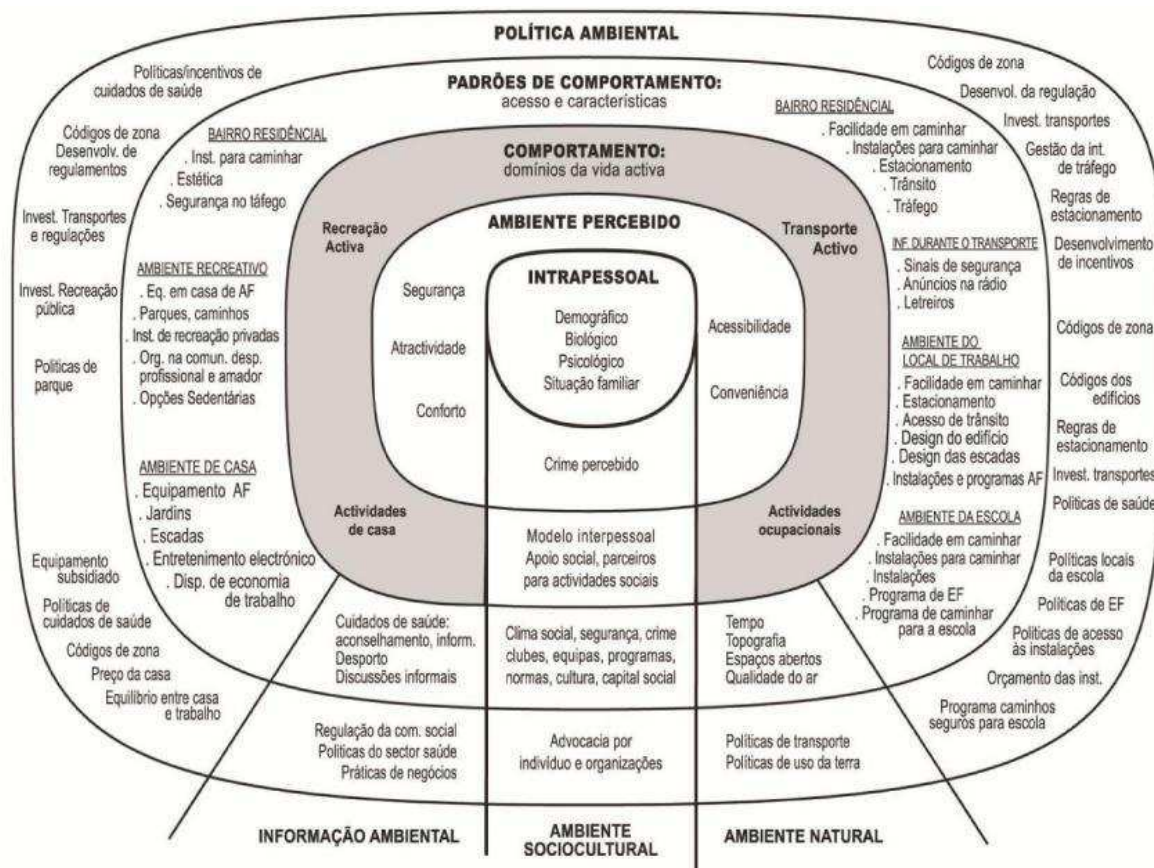 POLÍTICA AMBIENTAL
PADRÕES DE COMPORTAMENTO:
acesso e características
COMPORTAMENTO:
domínios da vida activa
AMBIENTE PERCEBIDO
INTRAPESSOAL
Demográfico
Biológico
Psicológico
Situação familiar
Segurança
Atractividade
Conforto
Acessibilidade
Conveniência
Crime percebido
Recreação
Activa
Transporte
Activo
Actividades
de casa
Actividades
ocupacionais
Modelo interpessoal
Apoio social, parceiros
para actividades sociais
BAIRRO RESIDÊNCIAL
. Inst. para caminhar
. Estética
. Segurança no táfego
AMBIENTE RECREATIVO
. Eq. em casa de AF
. Parques, caminhos
. Inst. de recreação privadas
. Org. na comun. desp.
profissional e amador
. Opções Sedentárias
AMBIENTE DE CASA
. Equipamento AF
. Jardins
. Escadas
. Entretenimento electrónico
. Disp. de economia
de trabalho
BAIRRO RESIDÊNCIAL
. Facilidade em caminhar
. Instalações para caminhar
. Estacionamento
. Trânsito
. Tráfego
INF. DURANTE O TRANSPORTE
. Sinais de segurança
. Anúncios na rádio
. Letreiros
AMBIENTE DO
LOCAL DE TRABALHO
. Facilidade em caminhar
. Estacionamento
. Acesso de trânsito
. Design do edifício
. Design das escadas
. Instalações e programas AF
AMBIENTE DA ESCOLA
. Facilidade em caminhar
. Instalações para caminhar
. Instalações
. Programa de EF
. Programa de caminhar
para a escola
Políticas/incentivos de
cuidados de saúde
Códigos de zona
Desenvolv. de
regulamentos
Invest. Transportes
e regulações
Invest. Recreação
pública
Políticas de
parque
Equipamento
subsidiado
Políticas de
cuidados de saúde
Códigos de zona
Preço da casa
Equilíbrio entre casa
e trabalho
Códigos de zona
Desenvol. da regulação
Invest. transportes
Gestão da int.
de tráfego
Regras de
estacionamento
Desenvolvimento
de incentivos
Códigos de zona
Códigos dos
edifícios
Regras de
estacionamento
Invest. transportes
Políticas de saúde
Políticas locais
da escola
Políticas de EF
Políticas de acesso
às instalações
Orçamento das inst.
Programa caminhos
seguros para escola
Cuidados de saúde:
aconselhamento, inform.
Desporto
Discussões informais
Clima social, segurança, crime
clubes, equipas, programas,
normas, cultura, capital social
Tempo
Topografia
Espaços abertos
Qualidade do ar
Regulação da com. social
Políticas do sector saúde
Práticas de negócios
Advocacia por
indivíduo e organizações
Políticas de transporte
Políticas de uso da terra
INFORMAÇÃO AMBIENTAL
AMBIENTE
SOCIOCULTURAL
AMBIENTE NATURAL